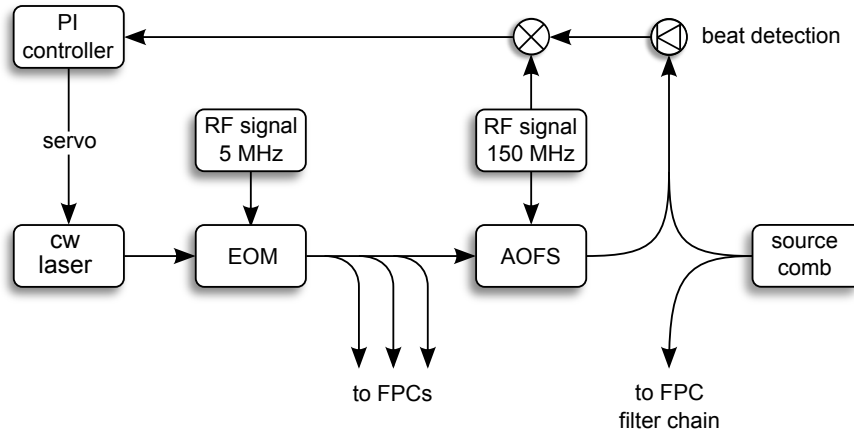 PI
controller
beat detection
RF signal
5 MHz
RF signal
150 MHz
servo
cw
laser
EOM
AOFS
source
comb
to FPCs
to FPC
filter chain